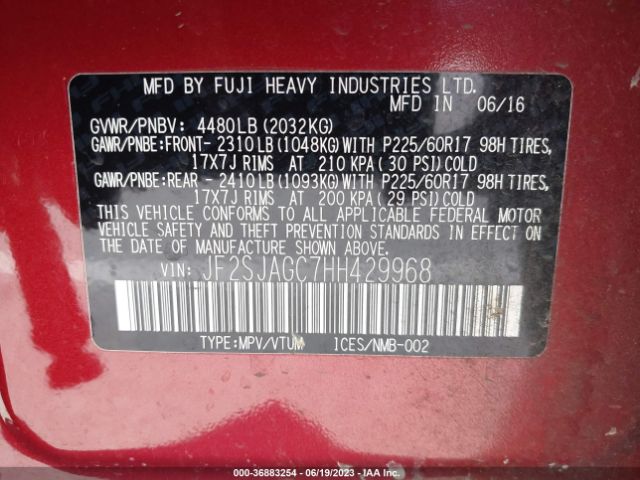 MFD BY FUJI HEAVY INDUSTRIES LTD.
MFD IN 06/16
GVWR/PNBV: 4480LB(2032KG)
GAWR/PNBE:FRONT- 2310LB(1048KG)WITH P225/60R17 98H TIRES,
17X7J RIMS AT 210 KPA(30 PSI)COLD
GAWR/PNBE:REAR - 2410LB(1093KG)WITH P225/60R17 98H TIRES,
17X7J RIMS AT 200 KPA(29 PSI)COLD
THIS VEHICLE CONFORMS TO ALL APPLICABLE FEDERAL MOTOR
VEHICLE SAFETY AND THEFT PREVENTION STANDARDS IN EFFECT
ON THE DATE OF MANUFACTURE SHOWN ABOVE.
VIN: JF2SJAGC7HH429968
TYPE:MPV/VTUM ICES/NMB-002
000-36883254 - 06/19/2023 - IAA Inc.